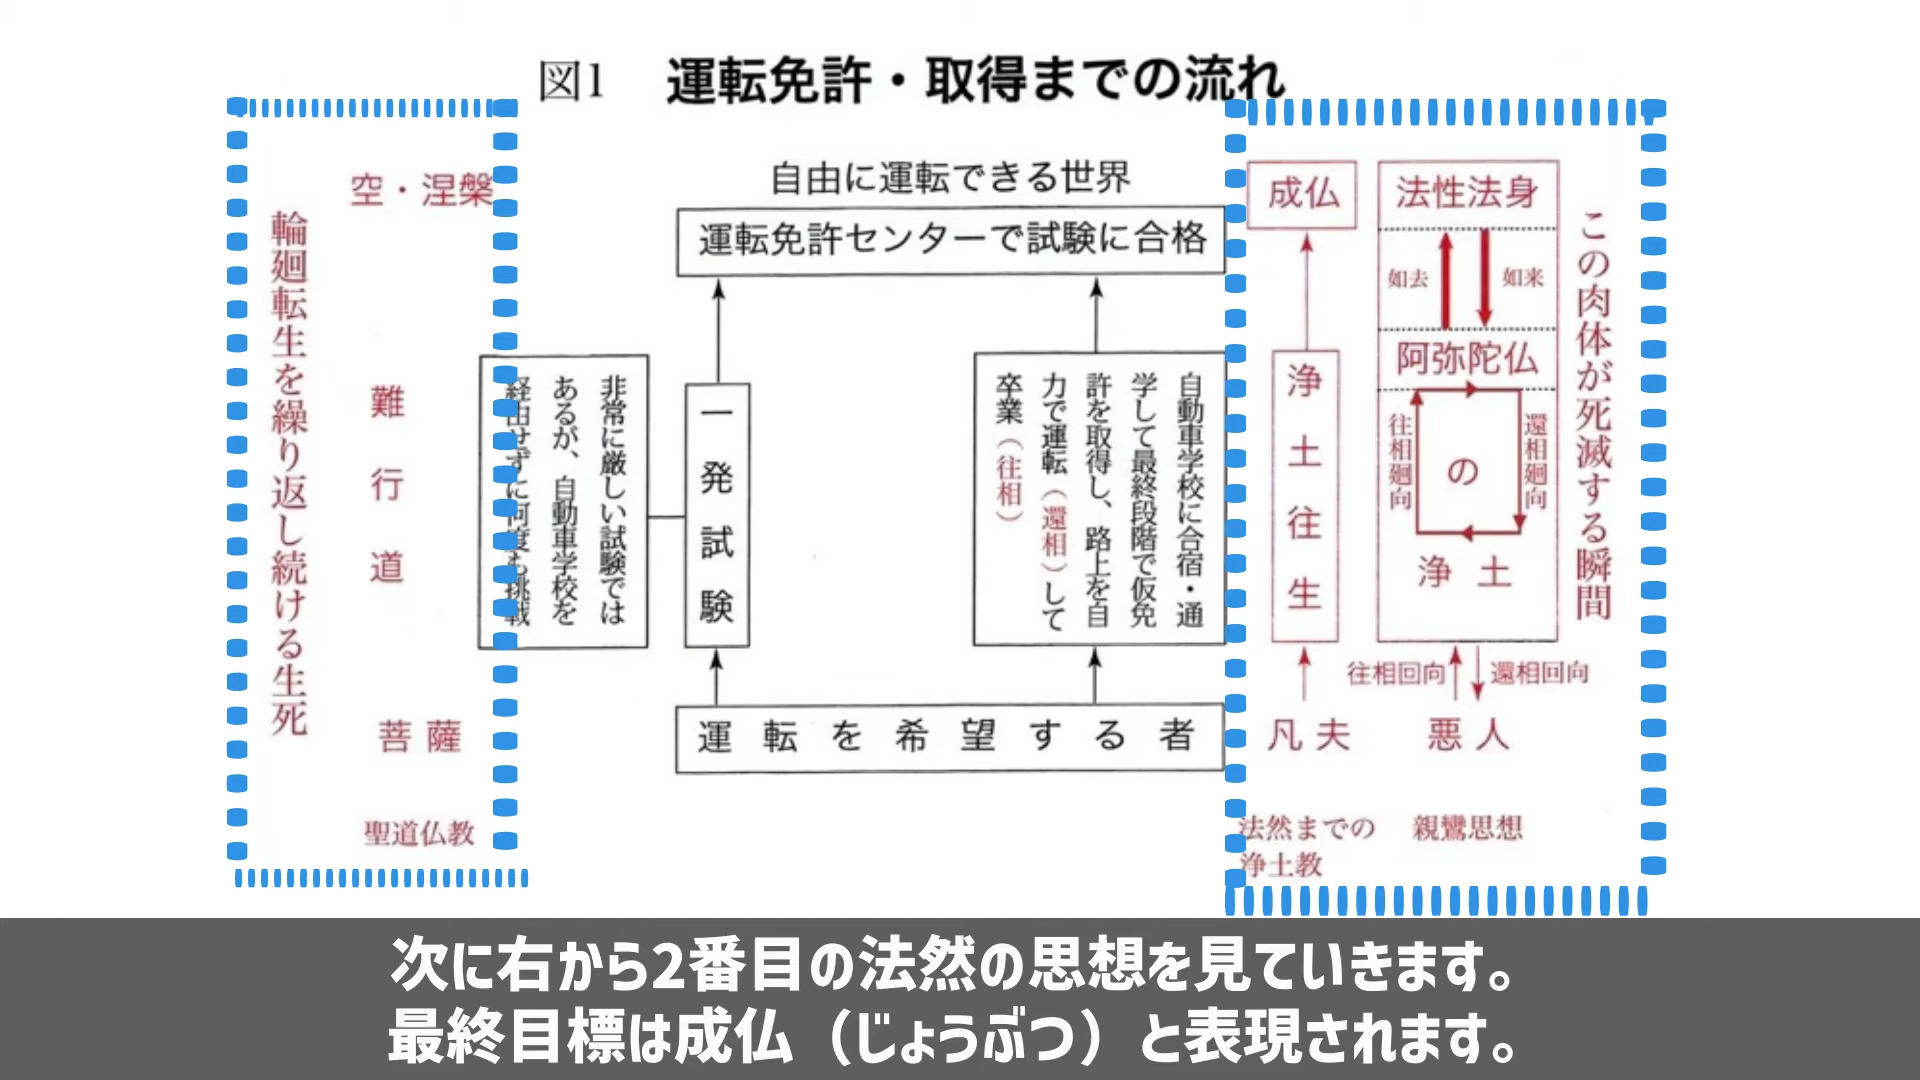 図1 運転免許・取得までの流れ
輪廻転生を繰り返し続ける生死
空・涅槃
難行道
菩薩
聖道仏教
自由に運転できる世界
運転免許センターで試験に合格
非常に厳しい試験では
あるが、自動車学校を
経由せずに何度も挑戦
一発試験
自動車学校に合宿・通
学して最終段階で仮免
許を取得し、路上を自
力で運転（還相）して
卒業（往相）
運転を希望する者
成仏
浄土往生
凡夫
法然までの
浄土教
法性法身
如去
如来
阿弥陀仏
往相廻向
の
還相廻向
浄土
往相回向
還相回向
悪人
親鸞思想
この肉体が死滅する瞬間
次に右から2番目の法然の思想を見ていきます。
最終目標は成仏（じょうぶつ）と表現されます。